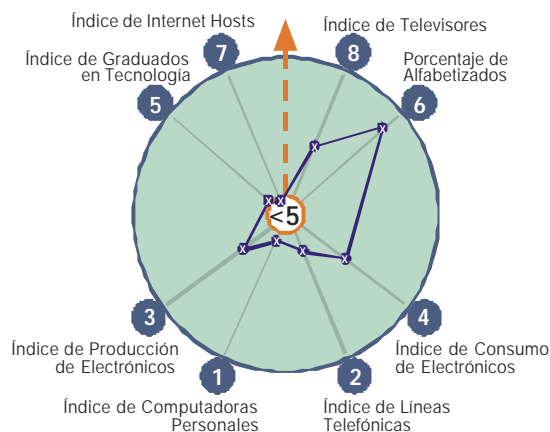 Índice de Internet Hosts
7
Índice de Televisores
8
Índice de Graduados
en Tecnología
5
Porcentaje de
Alfabetizados
6
x
x
x
x
<5
x
x
x
x
3
Índice de Producción
de Electrónicos
4
Índice de Consumo
de Electrónicos
1
Índice de Computadoras
Personales
2
Índice de Líneas
Telefónicas